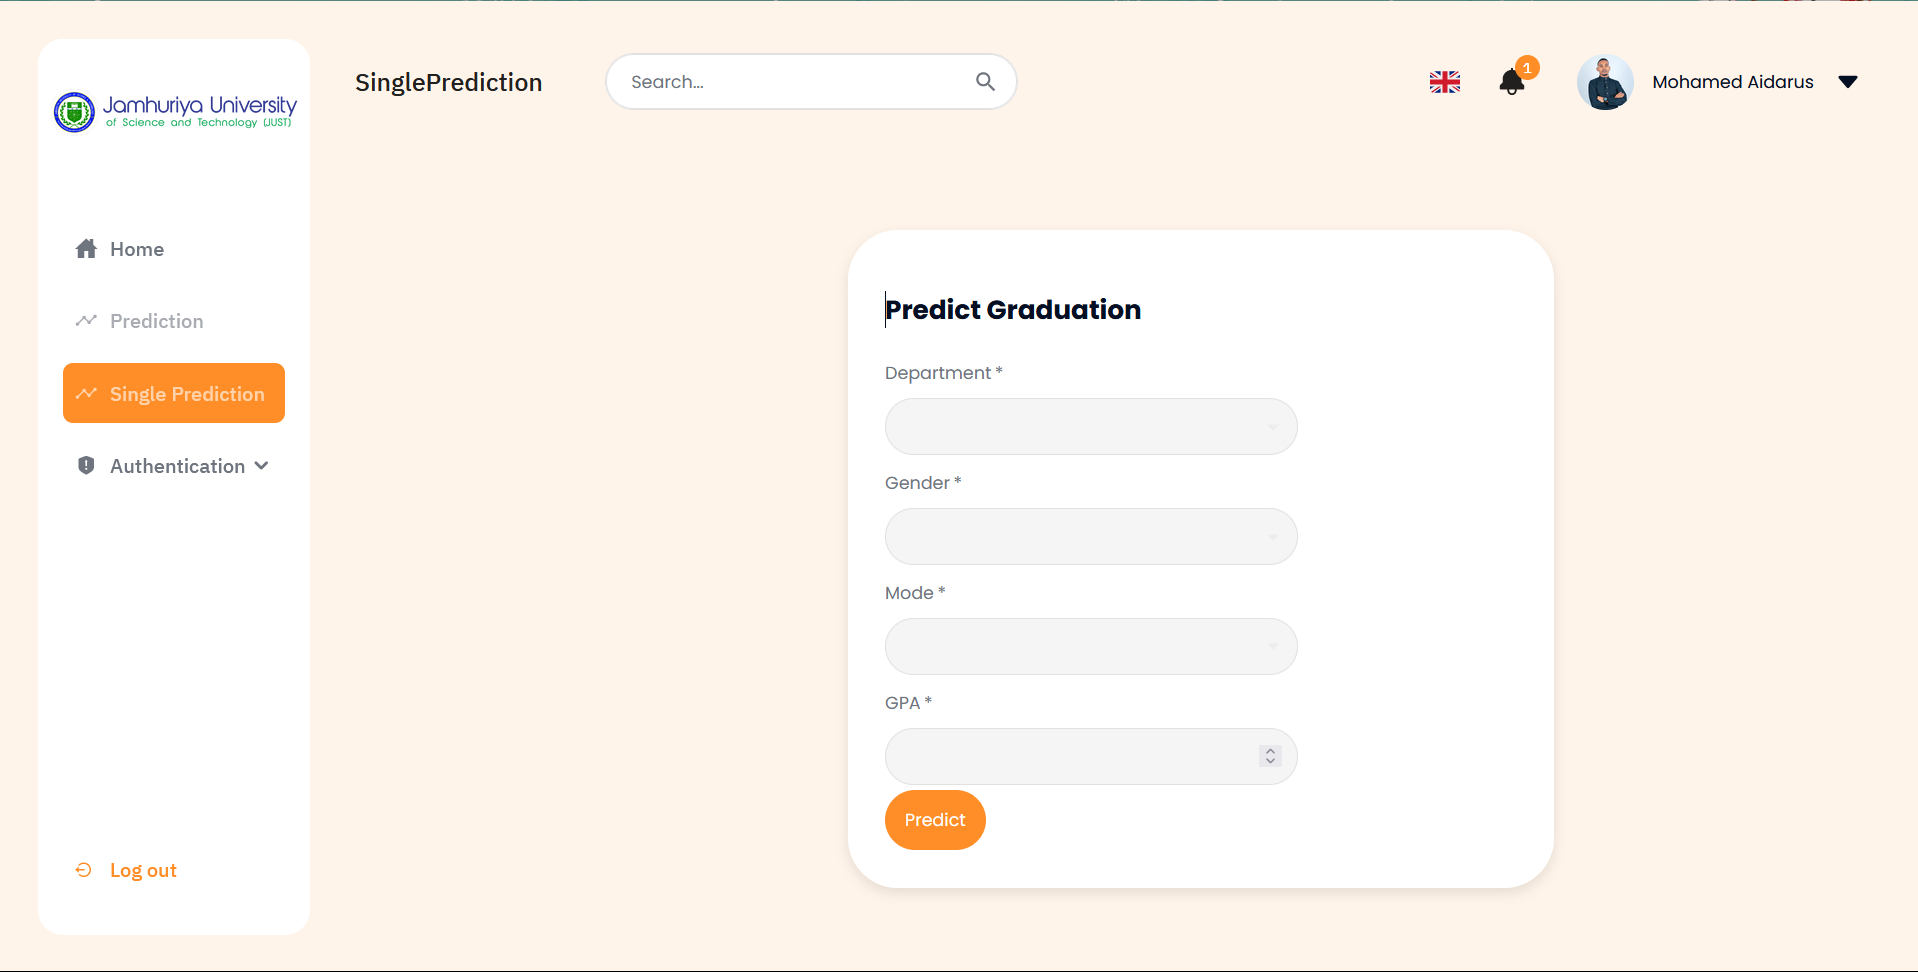 Jamhuriya University
of Science and Technology (JUST)
Home
Prediction
Single Prediction
Authentication
Log out
SinglePrediction
Search...
1
Mohamed Aidarus
Predict Graduation
Department *
Gender *
Mode *
GPA *
Predict